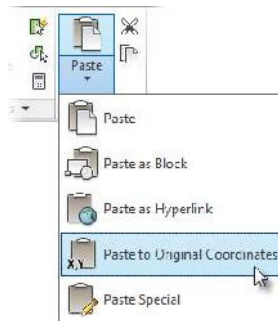 Paste
Paste
Paste as Block
Paste as Hyperlink
X,Y Paste to Original Coordinates
Paste Special